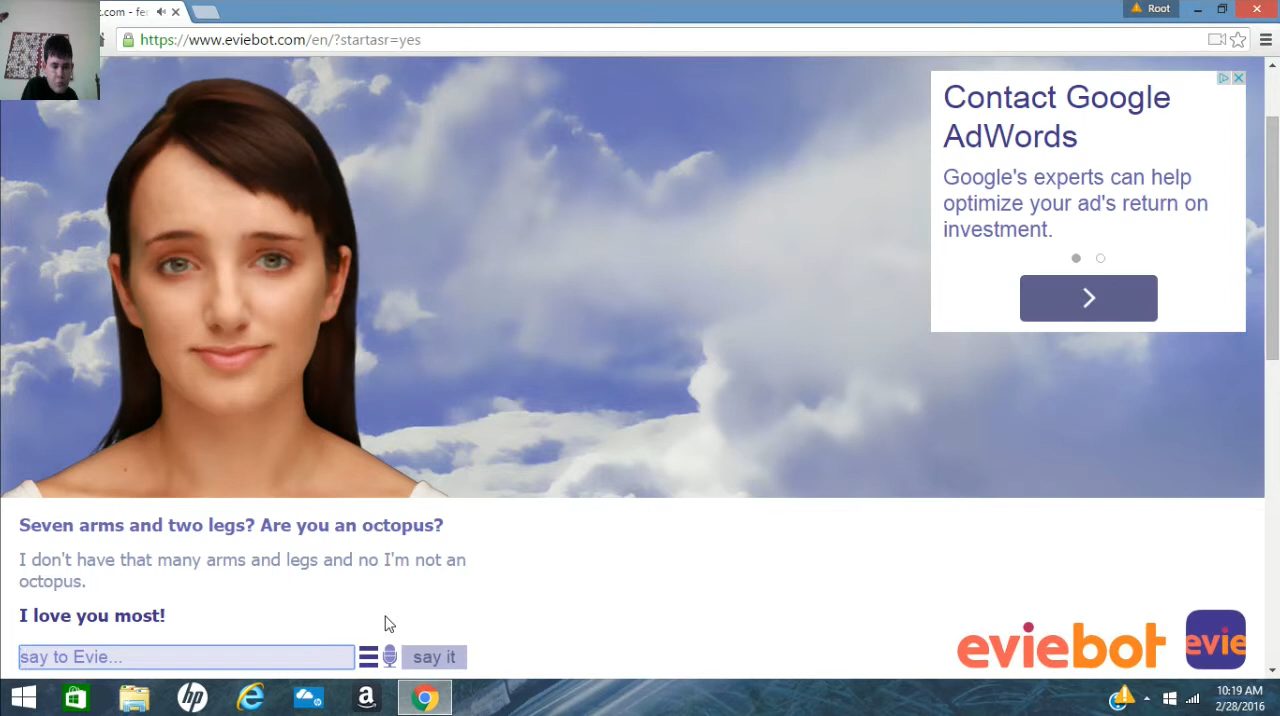 .com - fe
Root
https://www.eviebot.com/en/?startasr=yes
Contact Google
AdWords
Google's experts can help
optimize your ad's return on
investment.
Seven arms and two legs? Are you an octopus?
I don't have that many arms and legs and no I'm not an
octopus.
I love you most!
say to Evie...
say it
eviebot
evie
hp
a
10:19 AM
2/28/2016